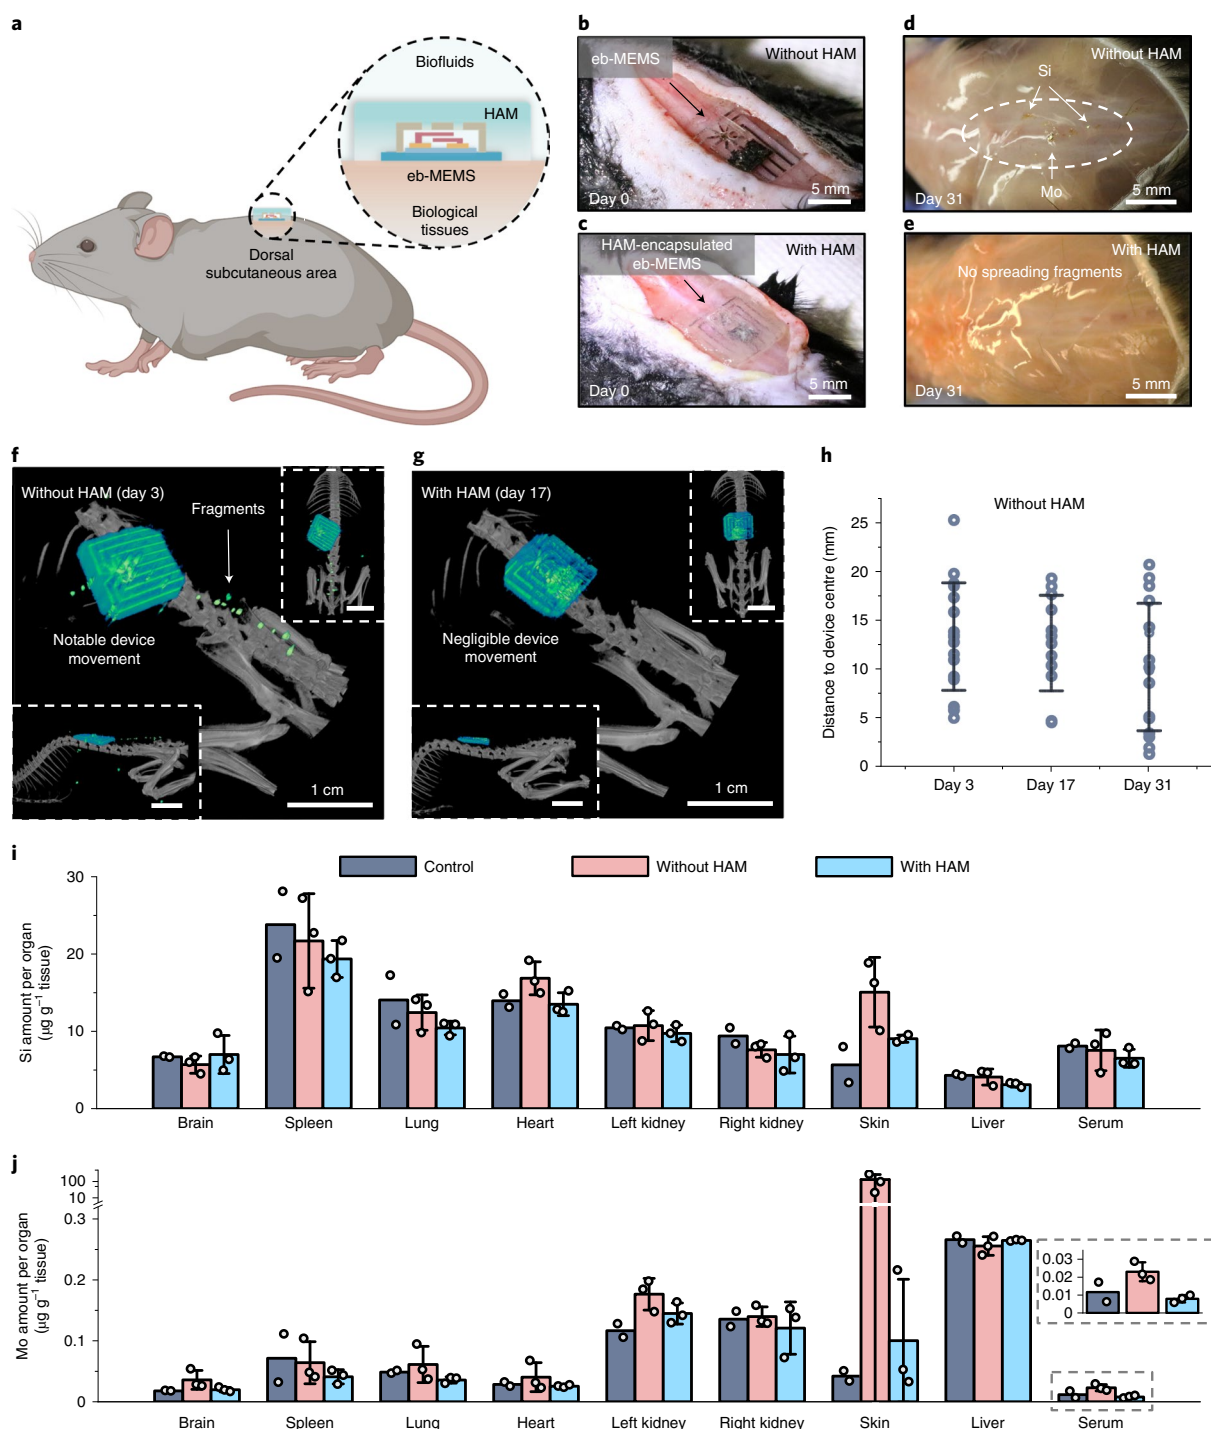 a
Biofluids
HAM
eb-MEMS
Biological
tissues
Dorsal
subcutaneous area
b
Without HAM
eb-MEMS
Day 0
5 mm
c
With HAM
HAM-encapsulated
eb-MEMS
Day 0
5 mm
d
Without HAM
Si
Mo
Day 31
5 mm
e
With HAM
No spreading fragments
Day 31
5 mm
f
Without HAM (day 3)
Fragments
Notable device
movement
1 cm
g
With HAM (day 17)
Negligible device
movement
1 cm
h
Without HAM
Distance to device centre (mm)
25
20
15
10
5
0
Day 3 Day 17 Day 31
i
Control Without HAM With HAM
Si amount per organ
(µg g⁻¹ tissue)
30
20
10
0
Brain Spleen Lung Heart Left kidney Right kidney Skin Liver Serum
j
Mo amount per organ
(µg g⁻¹ tissue)
100
10
0.3
0.2
0.1
0
0.03
0.02
0.01
0
Brain Spleen Lung Heart Left kidney Right kidney Skin Liver Serum